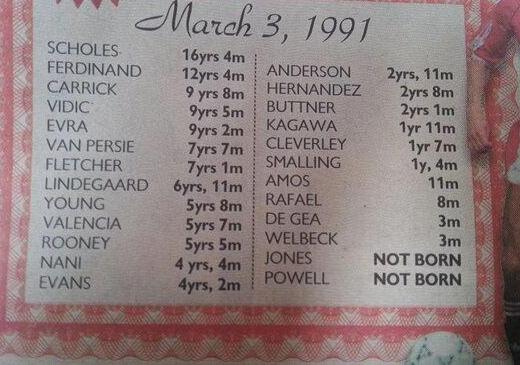 March 3, 1991
SCHOLES 16yrs 4m
FERDINAND 12yrs 4m
CARRICK 9 yrs 8m
VIDIC 9yrs 5m
EVRA 9yrs 2m
VAN PERSIE 7yrs 7m
FLETCHER 7yrs 1m
LINDEGAARD 6yrs, 11m
YOUNG 5yrs 8m
VALENCIA 5yrs 7m
ROONEY 5yrs 5m
NANI 4 yrs, 4m
EVANS 4yrs, 2m
ANDERSON 2yrs, 11m
HERNANDEZ 2yrs 8m
BUTTNER 2yrs 1m
KAGAWA 1yr 11m
CLEVERLEY 1yr 7m
SMALLING 1y, 4m
AMOS 11m
RAFAEL 8m
DE GEA 3m
WELBECK 3m
JONES NOT BORN
POWELL NOT BORN